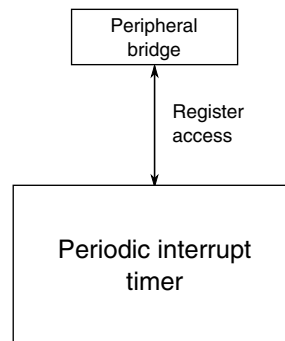 Peripheral
bridge
Register
access
Periodic interrupt
timer